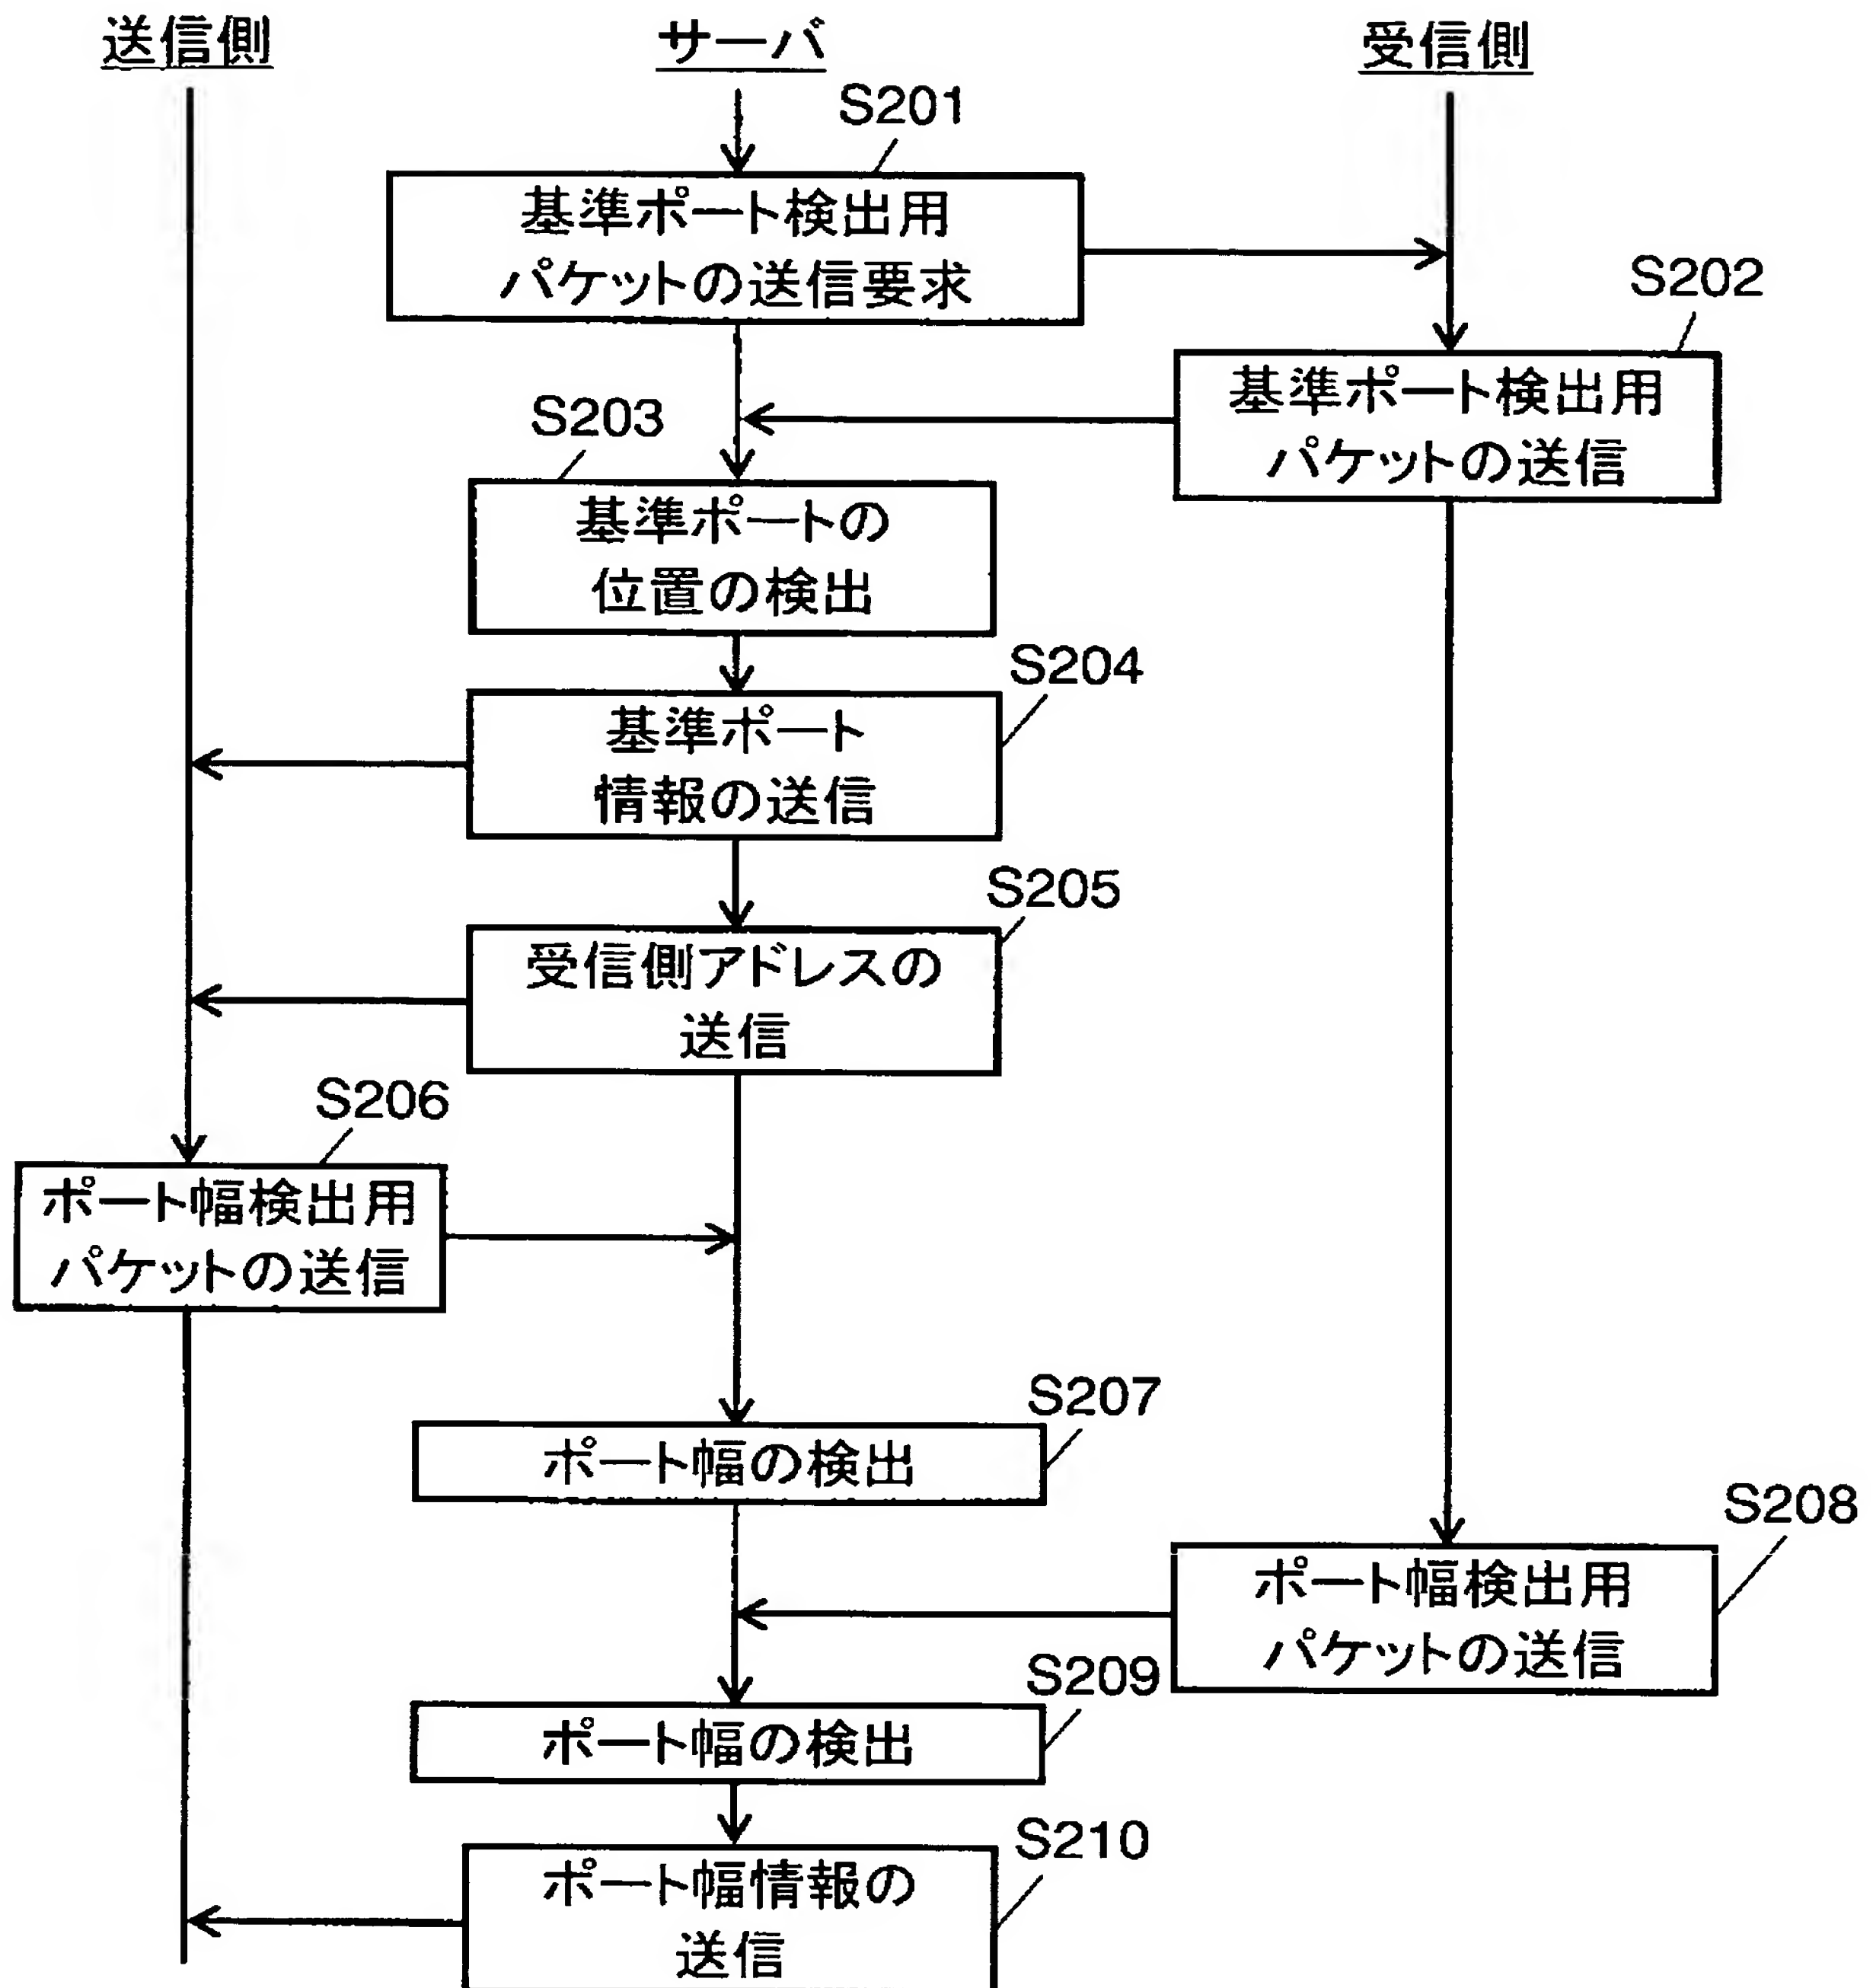 送信側
サーバ
受信側
S201
基準ポート検出用
パケットの送信要求
S202
基準ポート検出用
パケットの送信
S203
基準ポートの
位置の検出
S204
基準ポート
情報の送信
S205
受信側アドレスの
送信
S206
ポート幅検出用
パケットの送信
S207
ポート幅の検出
S208
ポート幅検出用
パケットの送信
S209
ポート幅の検出
S210
ポート幅情報の
送信